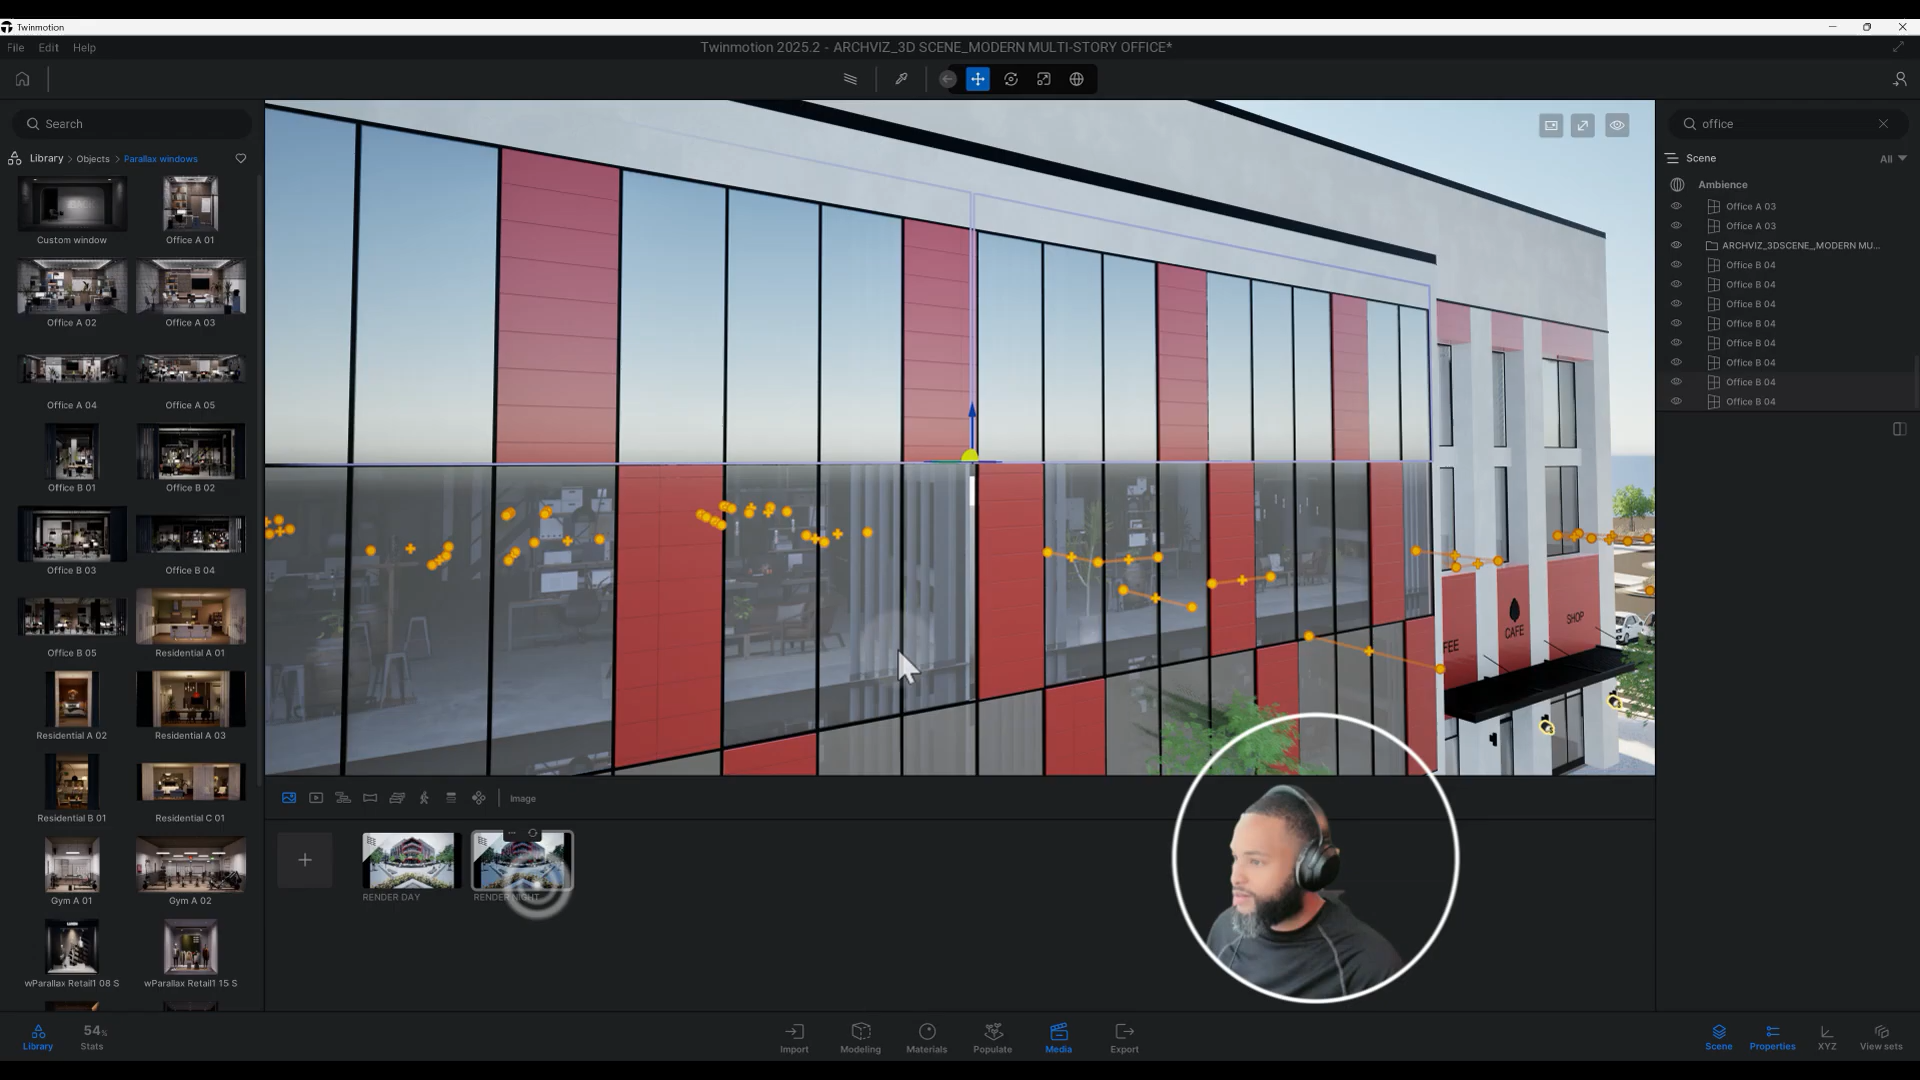 Twinmotion
File Edit Help
Twinmotion 2025.2 - ARCHVIZ_3D SCENE_MODERN MULTI-STORY OFFICE*
Search
Library > Objects > Parallax windows
Custom window
Office A 01
Office A 02
Office A 03
Office A 04
Office A 05
Office B 01
Office B 02
Office B 03
Office B 04
Office B 05
Residential A 01
Residential A 02
Residential A 03
Residential B 01
Residential C 01
Gym A 01
Gym A 02
wParallax Retail1 08 S
wParallax Retail1 15 S
FEE
CAFE
SHOP
office
Scene
All
Ambience
Office A 03
Office A 03
ARCHVIZ_3DSCENE_MODERN MU...
Office B 04
Office B 04
Office B 04
Office B 04
Office B 04
Office B 04
Office B 04
Office B 04
Image
RENDER DAY
RENDER NIGHT
Library
54%
Stats
Import
Modeling
Materials
Populate
Media
Export
Scene
Properties
XYZ
View sets